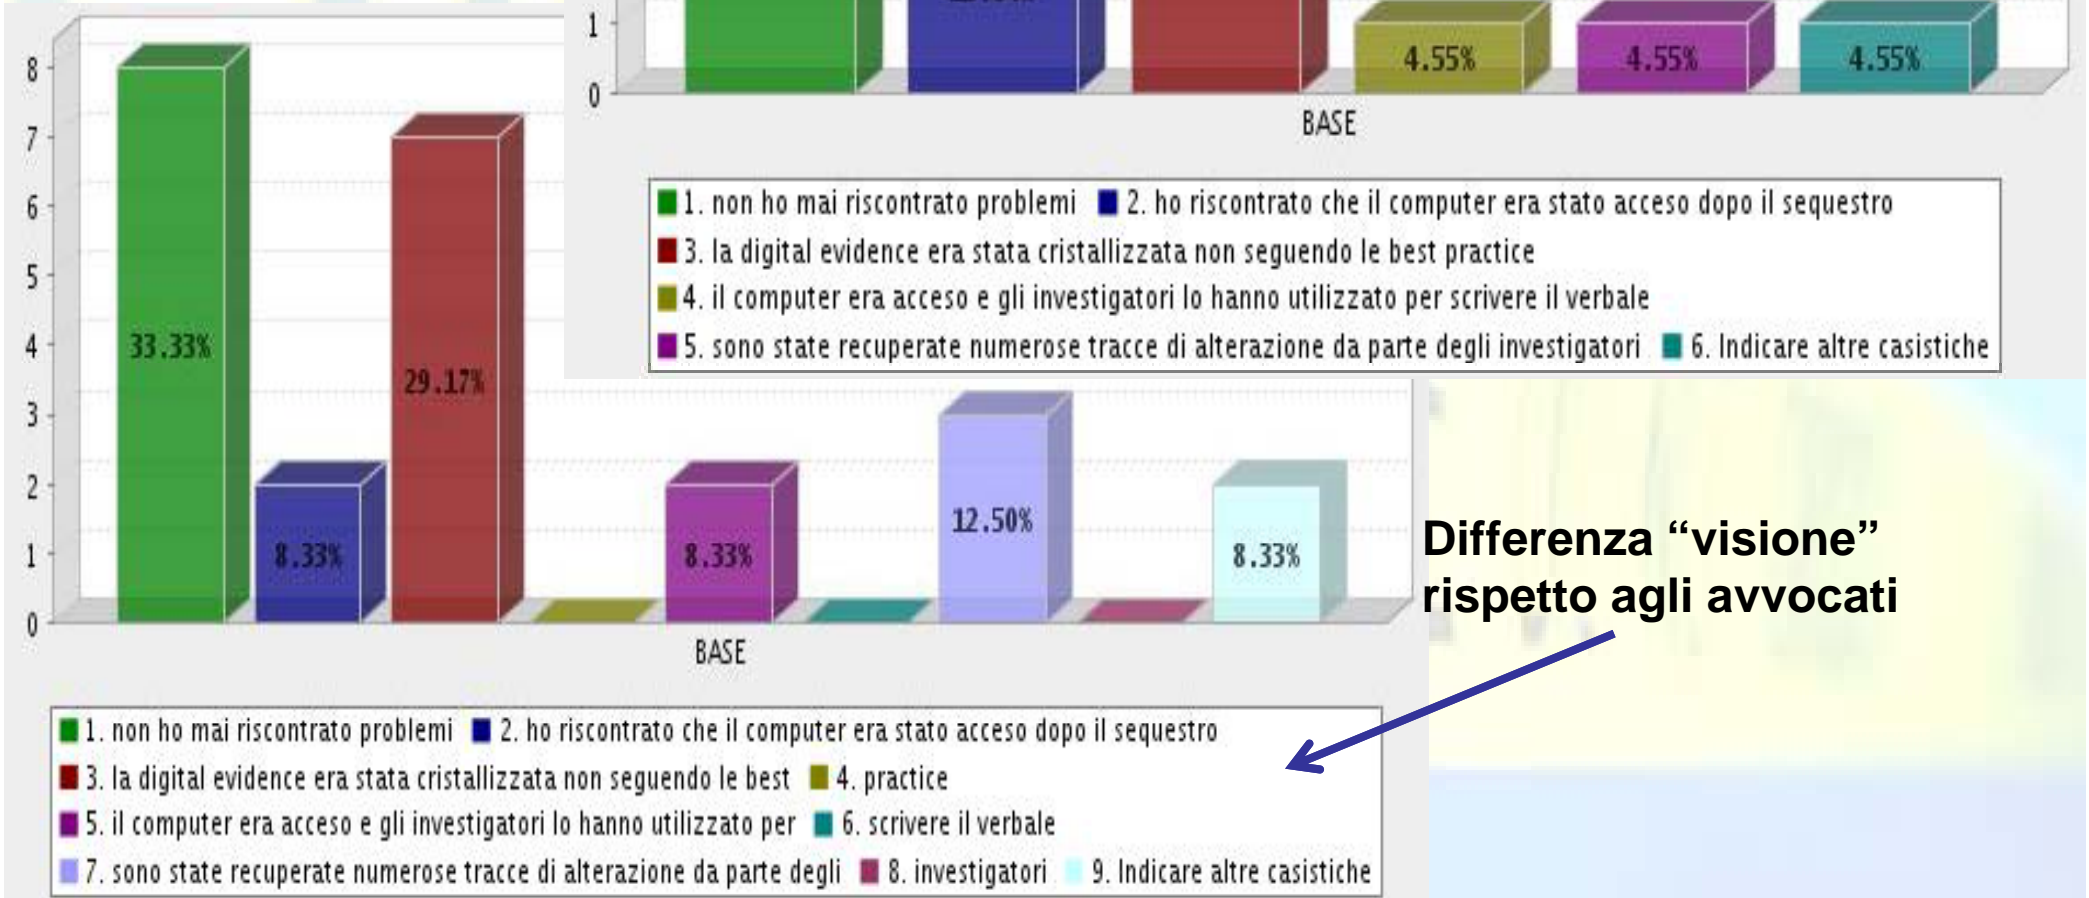 1
0
4.55%
4.55%
4.55%
BASE
1. non ho mai riscontrato problemi 2. ho riscontrato che il computer era stato acceso dopo il sequestro
3. la digital evidence era stata cristallizzata non seguendo le best practice
4. il computer era acceso e gli investigatori lo hanno utilizzato per scrivere il verbale
5. sono state recuperate numerose tracce di alterazione da parte degli investigatori 6. Indicare altre casistiche
8
7
6
5
4
3
2
1
0
33.33%
8.33%
29.17%
8.33%
12.50%
8.33%
BASE
1. non ho mai riscontrato problemi 2. ho riscontrato che il computer era stato acceso dopo il sequestro
3. la digital evidence era stata cristallizzata non seguendo le best 4. practice
5. il computer era acceso e gli investigatori lo hanno utilizzato per 6. scrivere il verbale
7. sono state recuperate numerose tracce di alterazione da parte degli 8. investigatori 9. Indicare altre casistiche
Differenza “visione”
rispetto agli avvocati